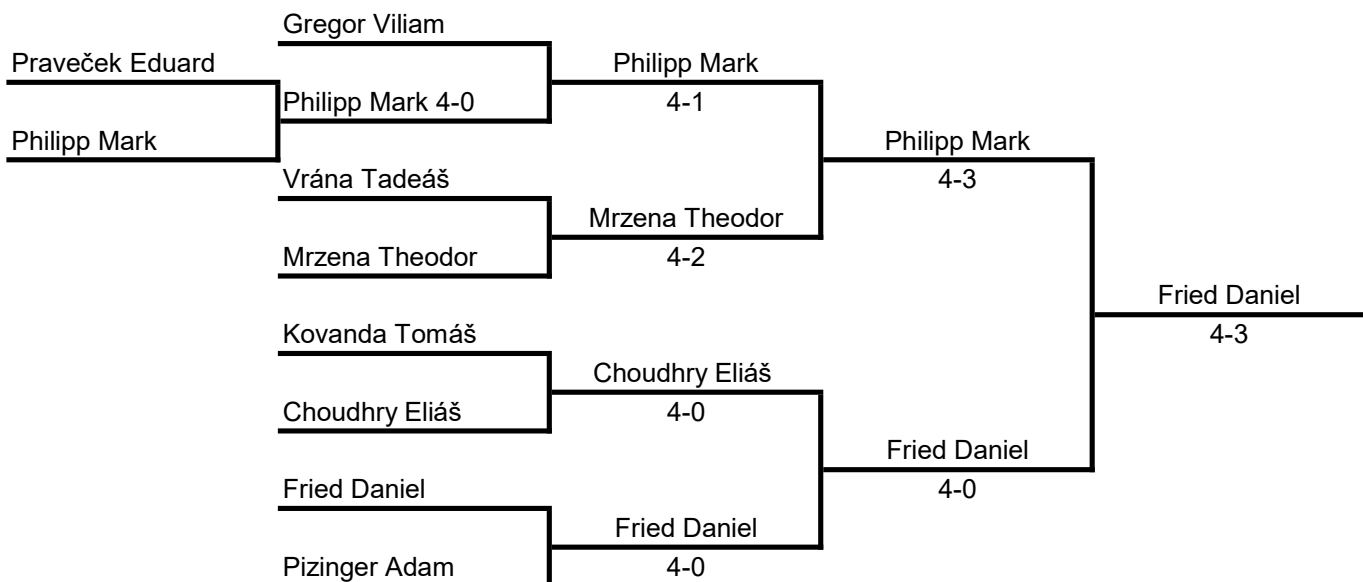 Gregor Viliam
Praveček Eduard
Philipp Mark
Philipp Mark 4-0
4-1
Philipp Mark
Philipp Mark
4-3
Vrána Tadeáš
Mrzena Theodor
Mrzena Theodor
4-2
Fried Daniel
4-3
Kovanda Tomáš
Choudhry Eliáš
Choudhry Eliáš
4-0
Fried Daniel
4-0
Fried Daniel
Fried Daniel
Pizinger Adam
4-0